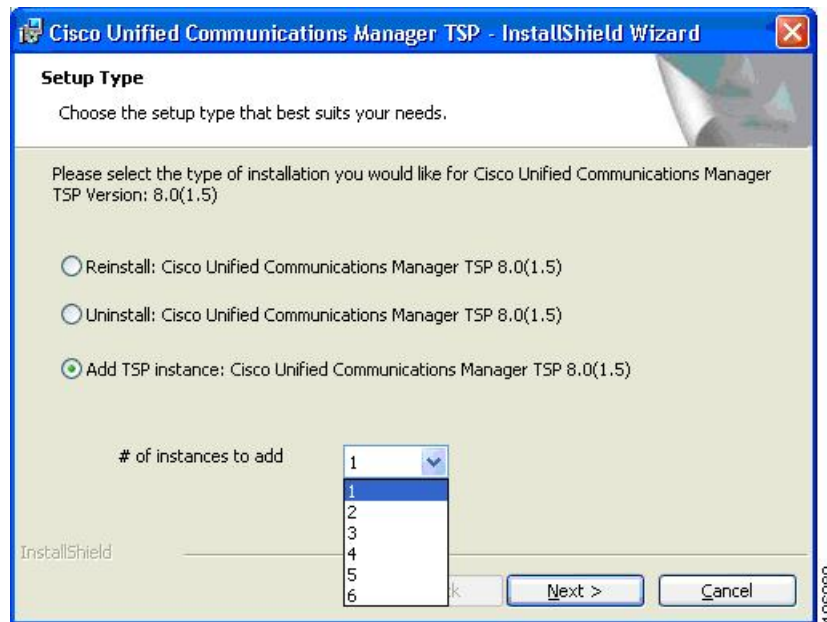 Cisco Unified Communications Manager TSP - InstallShield Wizard
Setup Type
Choose the setup type that best suits your needs.
Please select the type of installation you would like for Cisco Unified Communications Manager
TSP Version: 8.0(1.5)
Reinstall: Cisco Unified Communications Manager TSP 8.0(1.5)
Uninstall: Cisco Unified Communications Manager TSP 8.0(1.5)
Add TSP instance: Cisco Unified Communications Manager TSP 8.0(1.5)
# of instances to add
1
1
2
3
4
5
6
InstallShield
Next >
Cancel